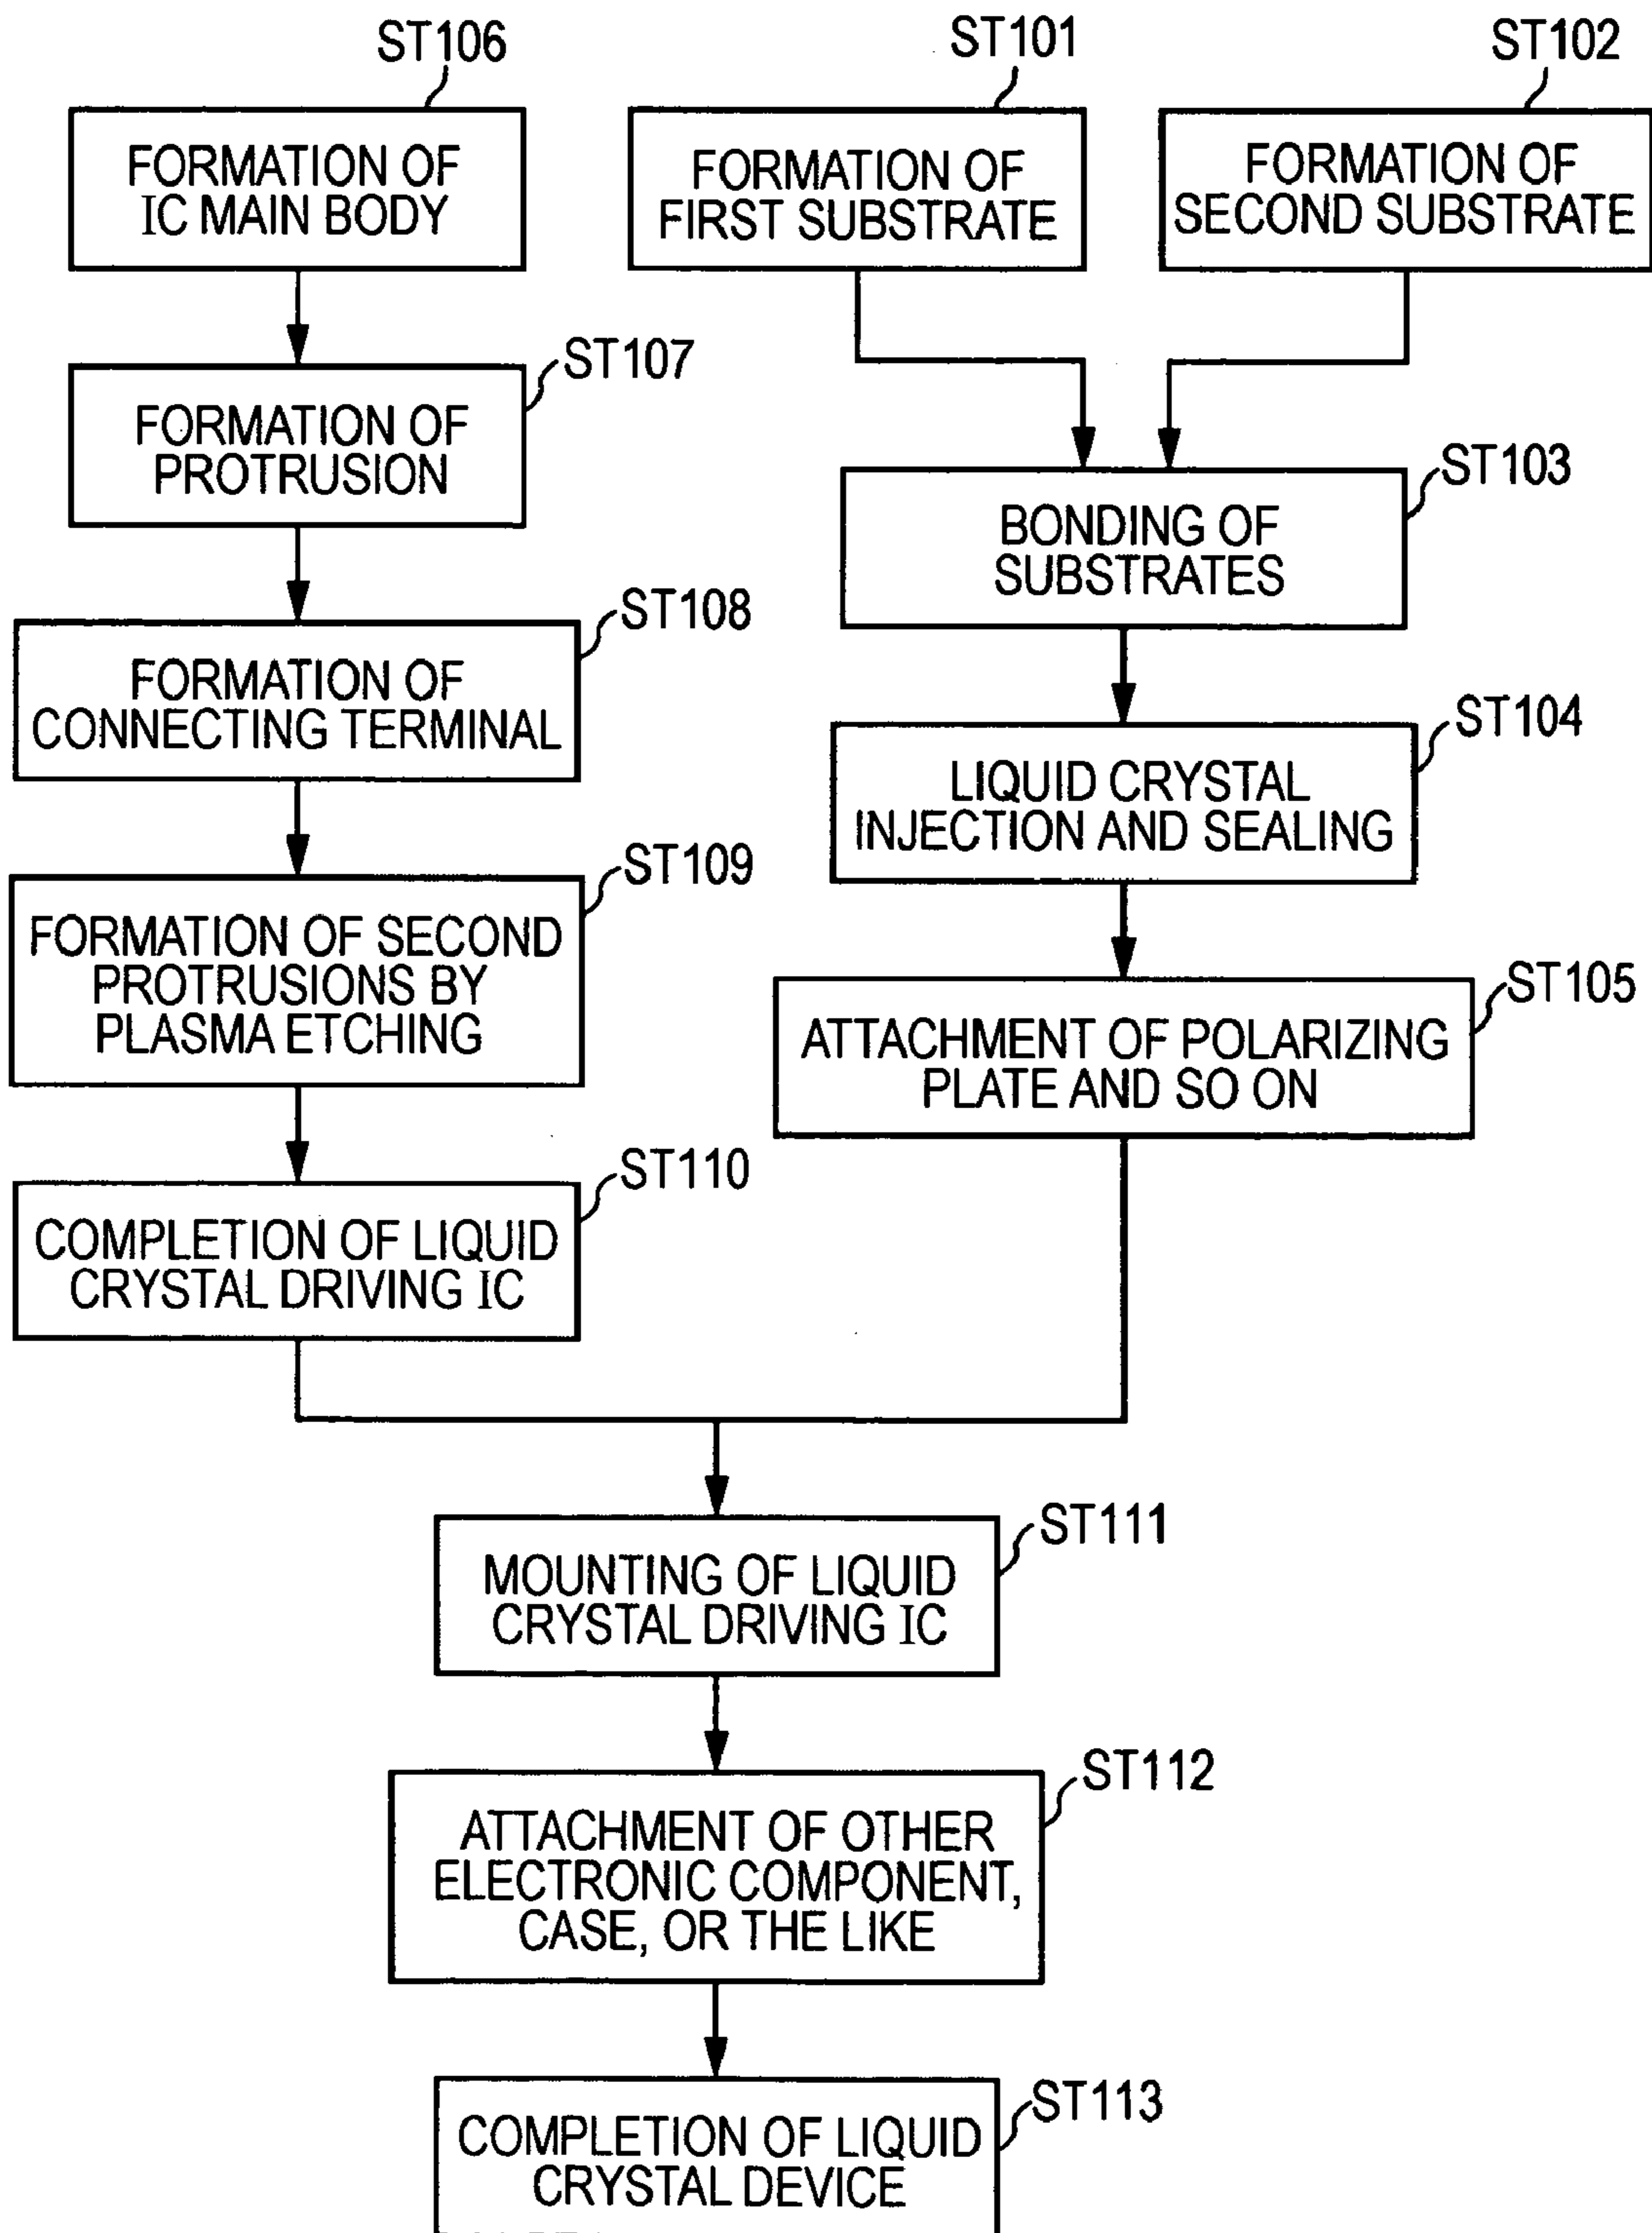 ST106
FORMATION OF
IC MAIN BODY
ST107
FORMATION OF
PROTRUSION
ST108
FORMATION OF
CONNECTING TERMINAL
ST109
FORMATION OF SECOND
PROTRUSIONS BY
PLASMA ETCHING
ST110
COMPLETION OF LIQUID
CRYSTAL DRIVING IC
ST101
FORMATION OF
FIRST SUBSTRATE
ST102
FORMATION OF
SECOND SUBSTRATE
ST103
BONDING OF
SUBSTRATES
ST104
LIQUID CRYSTAL
INJECTION AND SEALING
ST105
ATTACHMENT OF POLARIZING
PLATE AND SO ON
ST111
MOUNTING OF LIQUID
CRYSTAL DRIVING IC
ST112
ATTACHMENT OF OTHER
ELECTRONIC COMPONENT,
CASE, OR THE LIKE
ST113
COMPLETION OF LIQUID
CRYSTAL DEVICE